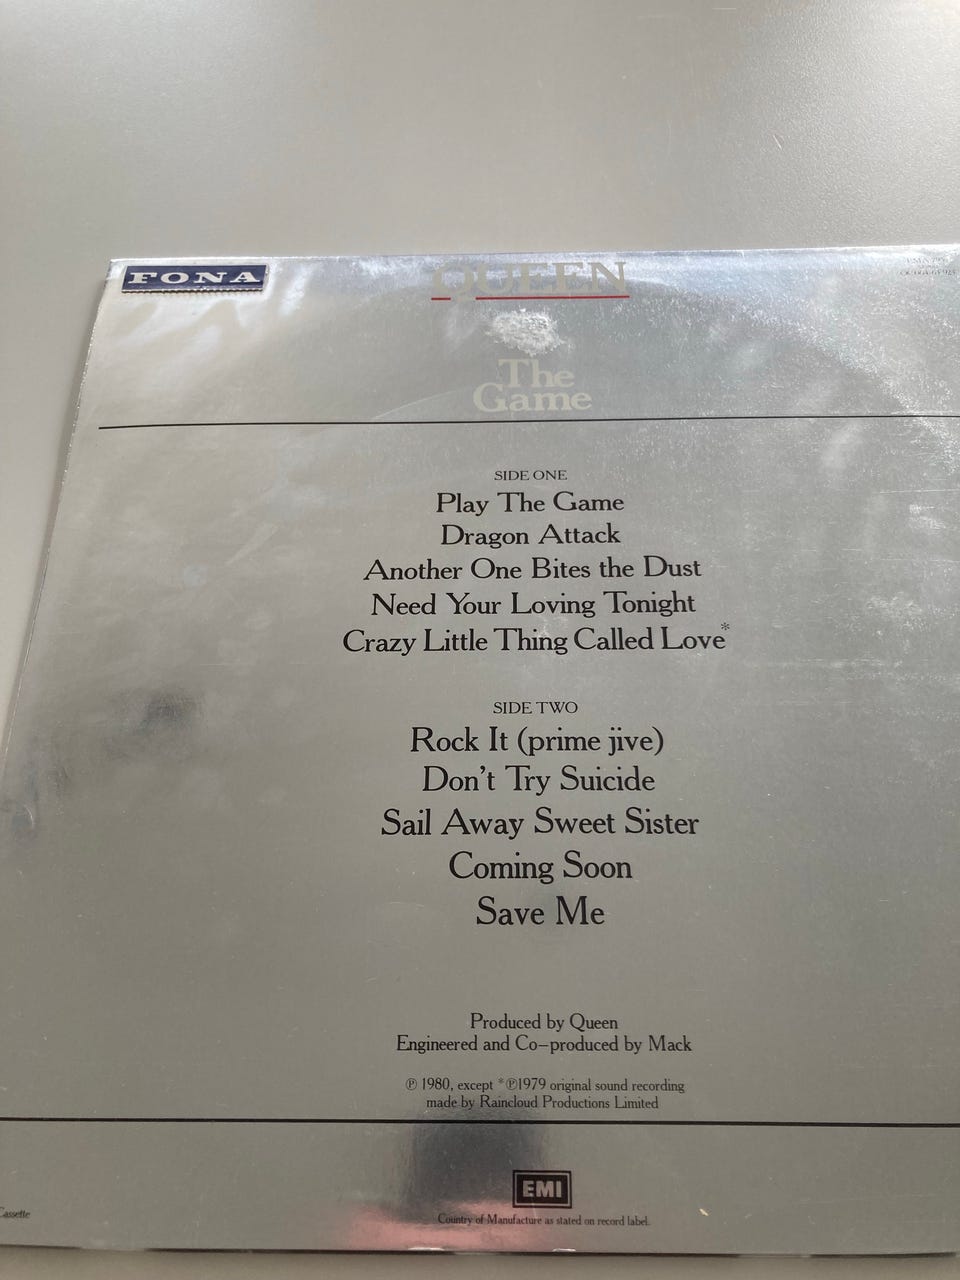 FONA
QUEEN
The
Game
SIDE ONE
Play The Game
Dragon Attack
Another One Bites the Dust
Need Your Loving Tonight
Crazy Little Thing Called Love*
SIDE TWO
Rock It (prime jive)
Don't Try Suicide
Sail Away Sweet Sister
Coming Soon
Save Me
Produced by Queen
Engineered and Co-produced by Mack
℗ 1980, except *℗1979 original sound recording
made by Raincloud Productions Limited
EMI
Cassette
Country of Manufacture as stated on record label.